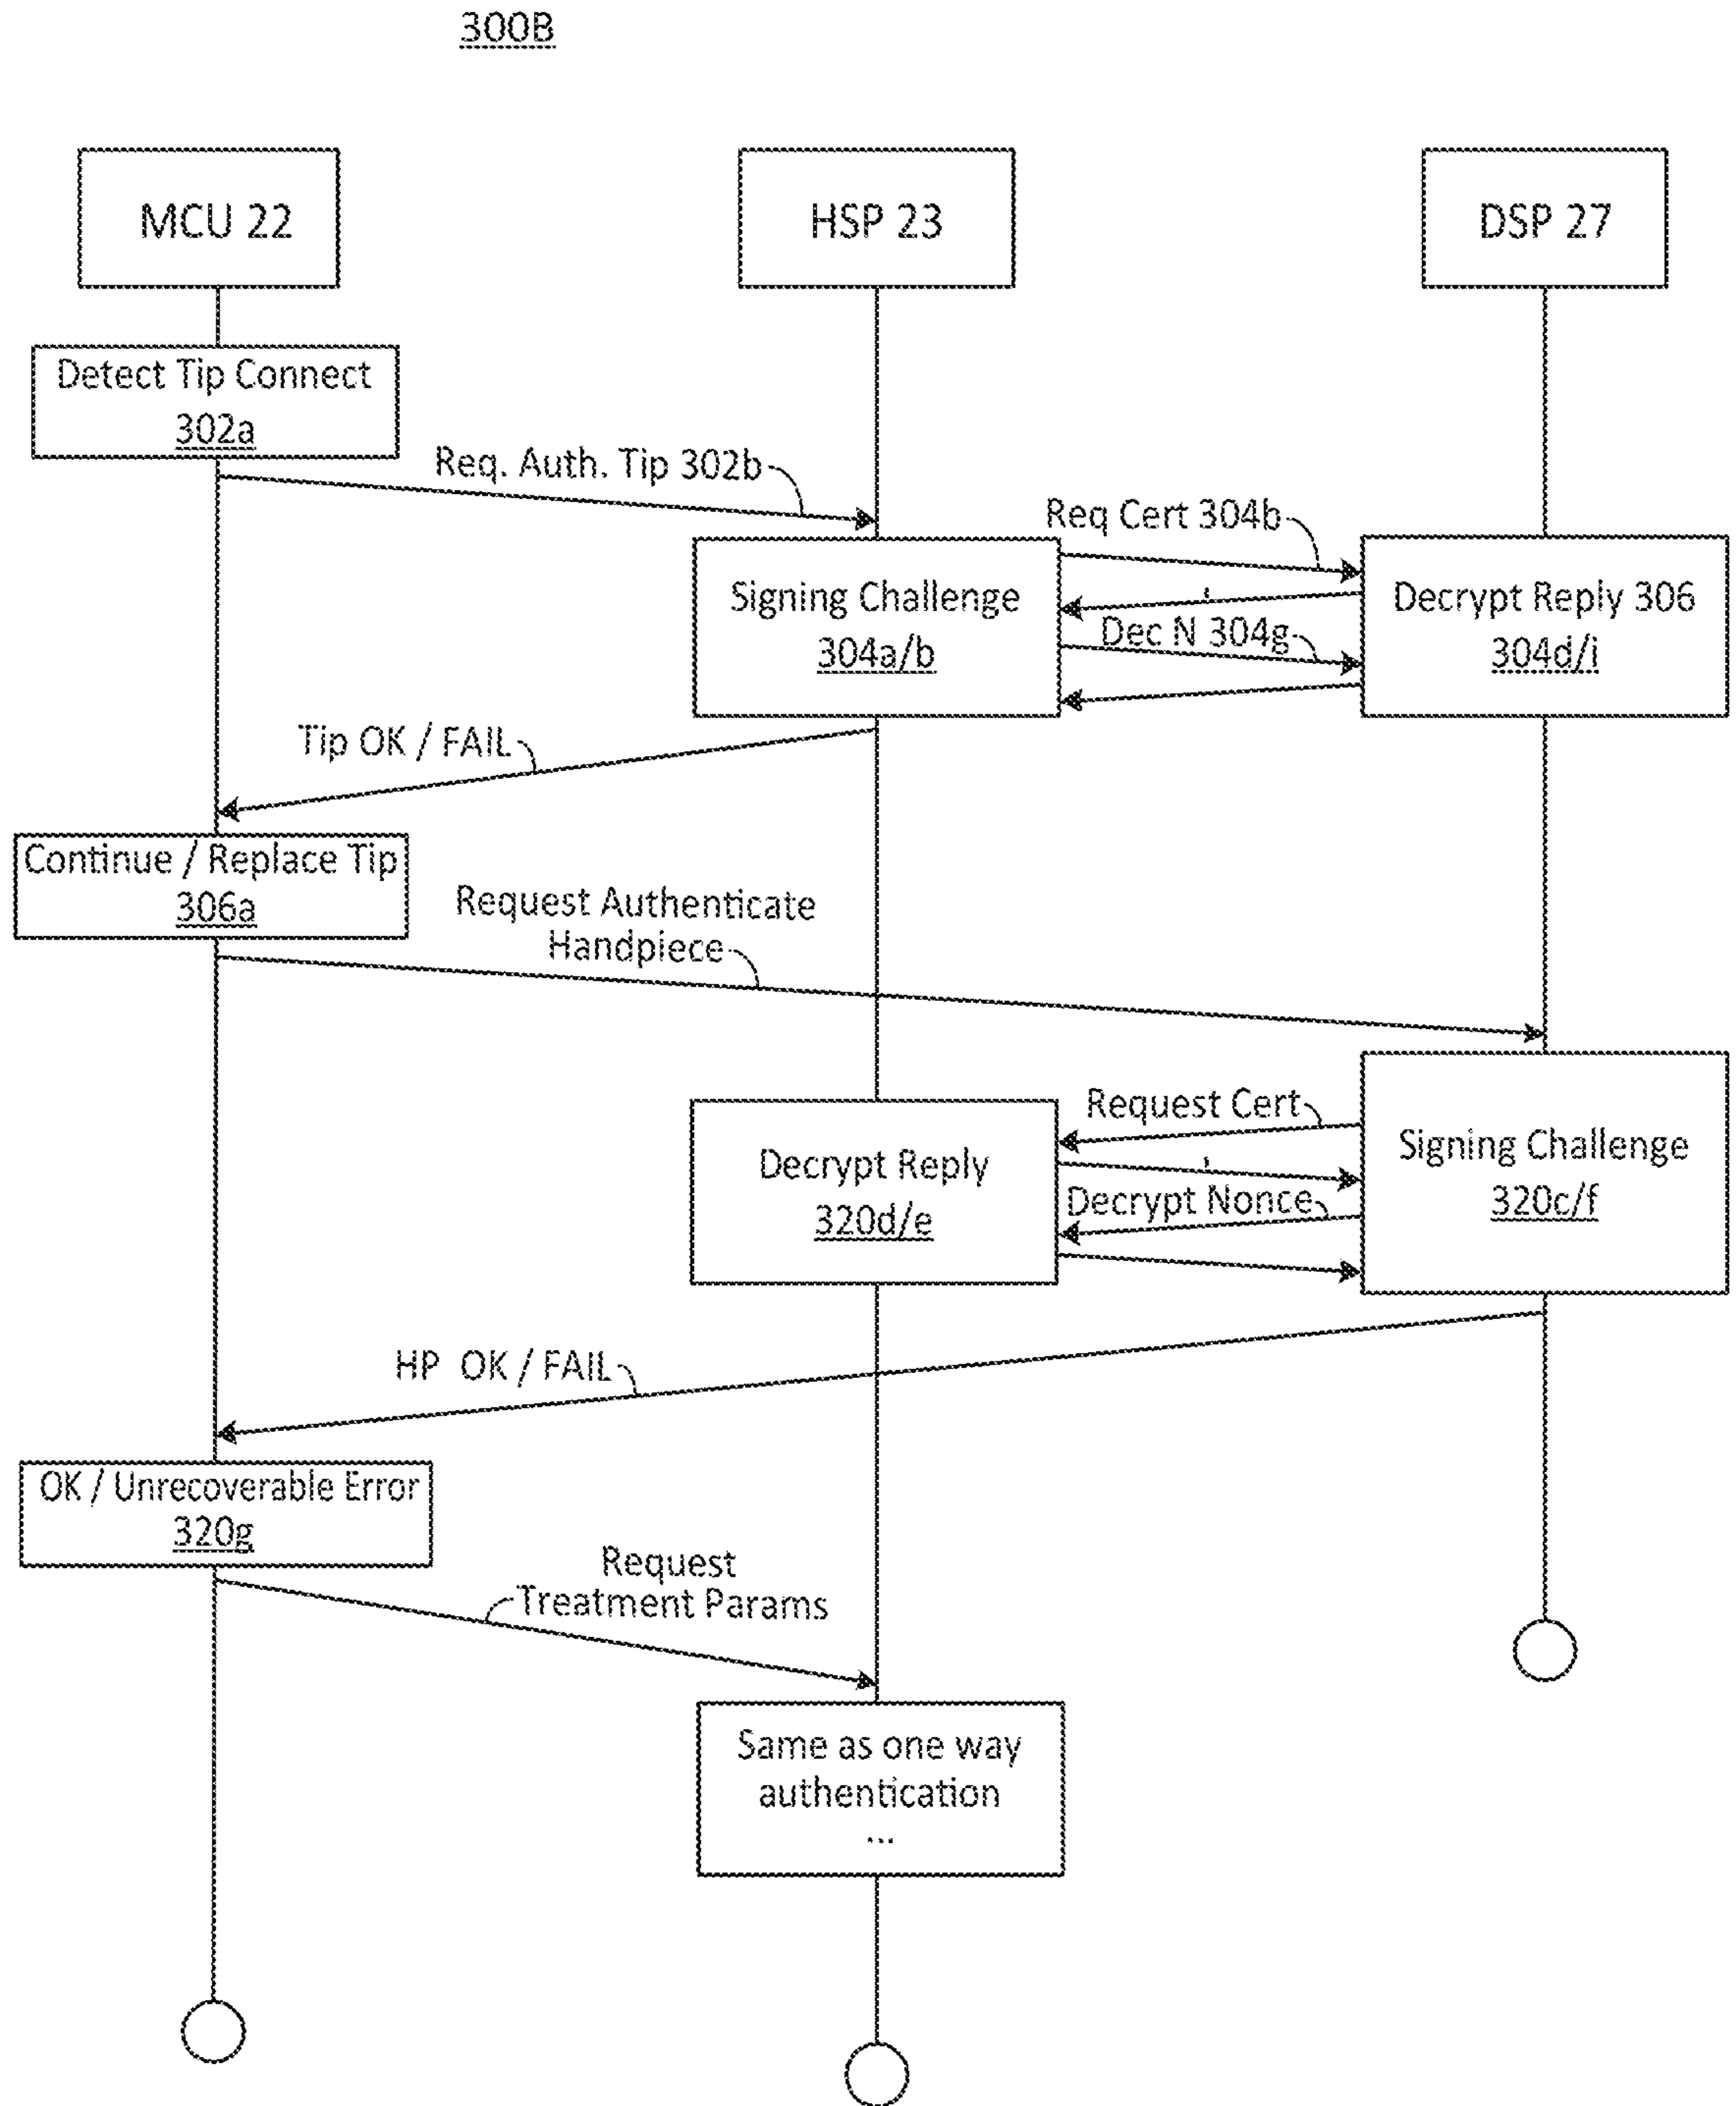 300B
MCU 22
HSP 23
DSP 27
Detect Tip Connect
302a
Req. Auth. Tip 302b
Req Cert 304b
Signing Challenge
304a/b
Decrypt Reply 306
304d/i
Dec N 304g
Tip OK / FAIL
Continue / Replace Tip
306a
Request Authenticate
Handpiece
Request Cert
Decrypt Reply
320d/e
Signing Challenge
320c/f
Decrypt Nonce
HP OK / FAIL
OK / Unrecoverable Error
320g
Request
Treatment Params
Same as one way
authentication
...